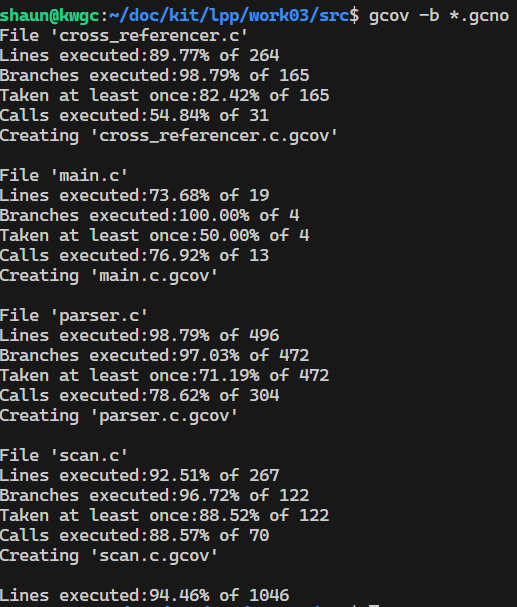 shaun@kwgc:~/doc/kit/lpp/work03/src$ gcov -b *.gcno
File 'cross_referencer.c'
Lines executed:89.77% of 264
Branches executed:98.79% of 165
Taken at least once:82.42% of 165
Calls executed:54.84% of 31
Creating 'cross_referencer.c.gcov'

File 'main.c'
Lines executed:73.68% of 19
Branches executed:100.00% of 4
Taken at least once:50.00% of 4
Calls executed:76.92% of 13
Creating 'main.c.gcov'

File 'parser.c'
Lines executed:98.79% of 496
Branches executed:97.03% of 472
Taken at least once:71.19% of 472
Calls executed:78.62% of 304
Creating 'parser.c.gcov'

File 'scan.c'
Lines executed:92.51% of 267
Branches executed:96.72% of 122
Taken at least once:88.52% of 122
Calls executed:88.57% of 70
Creating 'scan.c.gcov'

Lines executed:94.46% of 1046